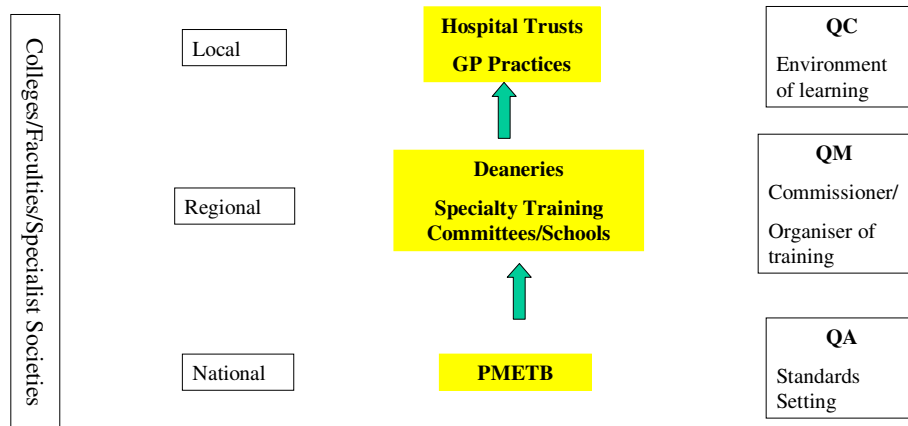 Colleges/Faculties/Specialist Societies
Local
Hospital Trusts
GP Practices
QC
Environment
of learning
Regional
Deaneries
Specialty Training
Committees/Schools
QM
Commissioner/
Organiser of
training
National
PMETB
QA
Standards
Setting